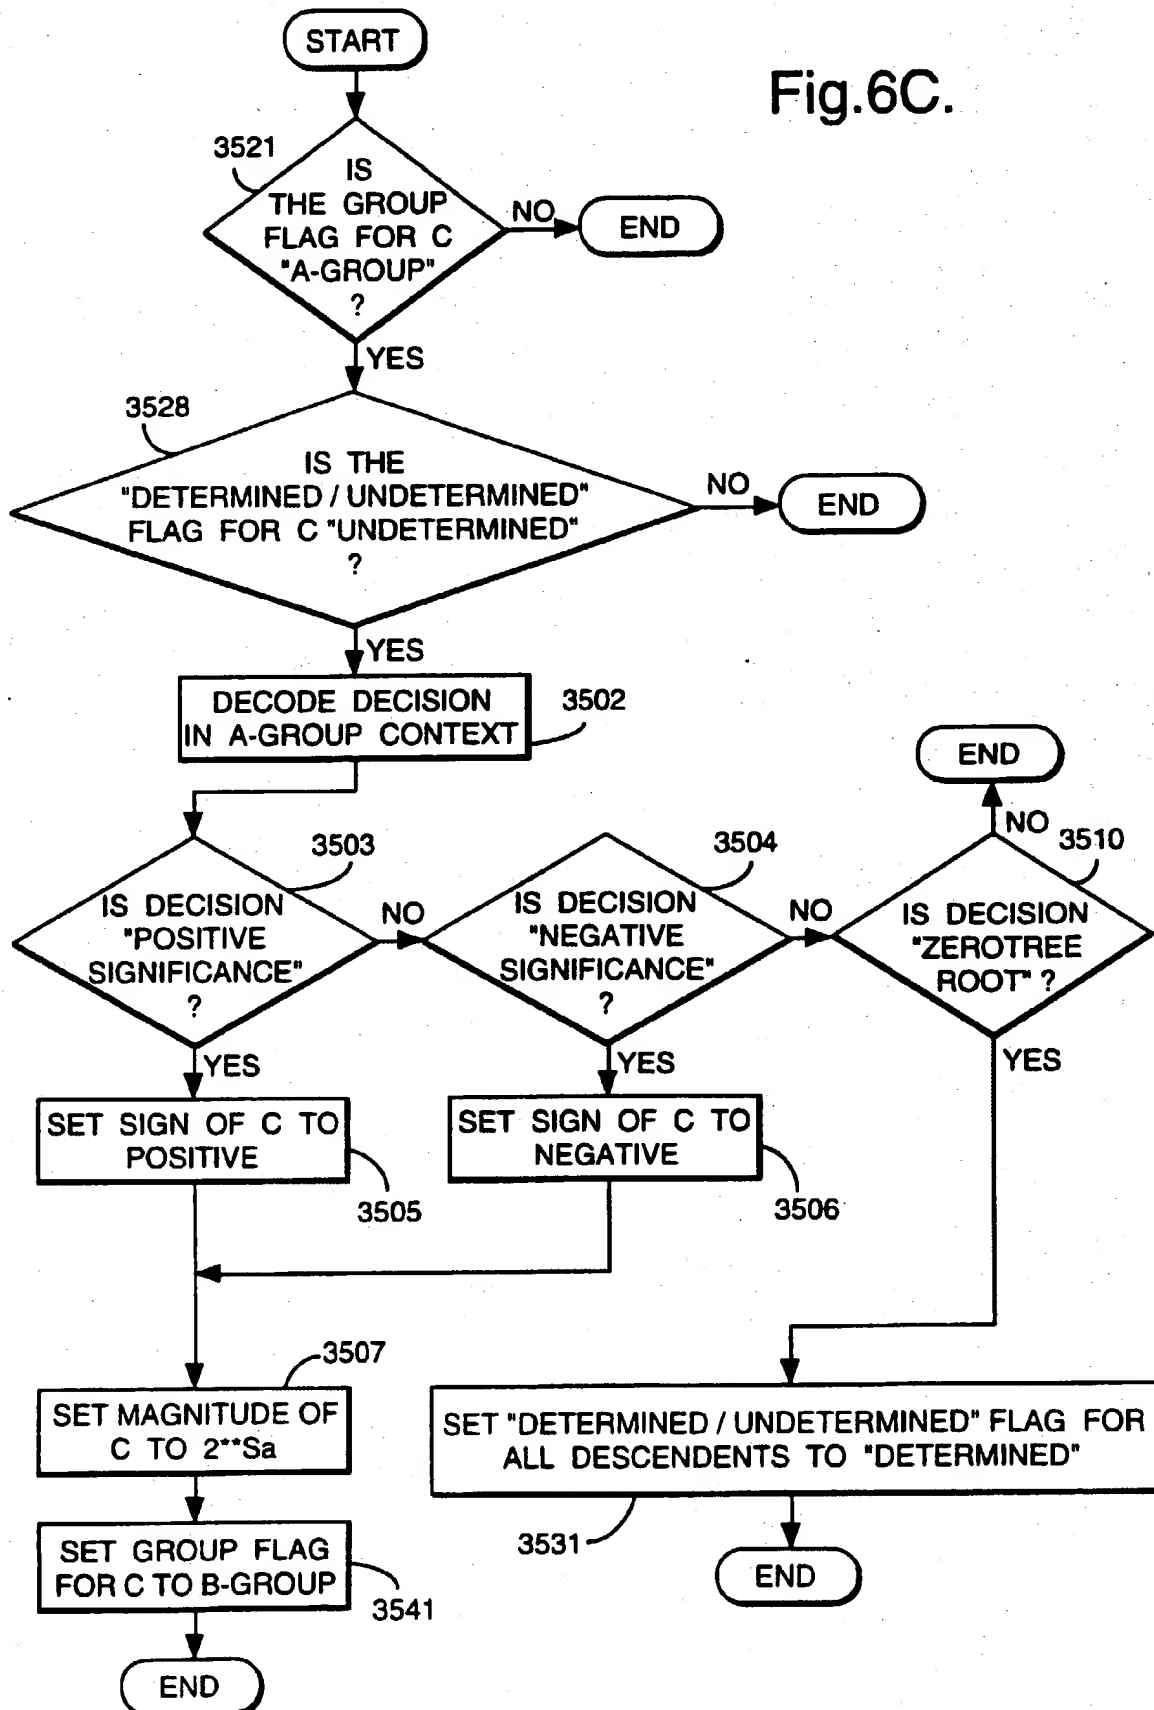 START
Fig.6C.
3521
IS
THE GROUP
FLAG FOR C
"A-GROUP"
?
NO
END
YES
3528
IS THE
"DETERMINED / UNDETERMINED"
FLAG FOR C "UNDETERMINED"
?
NO
END
YES
DECODE DECISION
IN A-GROUP CONTEXT
3502
END
NO
3503
IS DECISION
"POSITIVE
SIGNIFICANCE"
?
NO
3504
IS DECISION
"NEGATIVE
SIGNIFICANCE"
?
NO
3510
IS DECISION
"ZEROTREE
ROOT" ?
YES
YES
YES
SET SIGN OF C TO
POSITIVE
3505
SET SIGN OF C TO
NEGATIVE
3506
3507
SET MAGNITUDE OF
C TO 2**Sa
SET "DETERMINED / UNDETERMINED" FLAG FOR
ALL DESCENDENTS TO "DETERMINED"
3531
END
SET GROUP FLAG
FOR C TO B-GROUP
3541
END